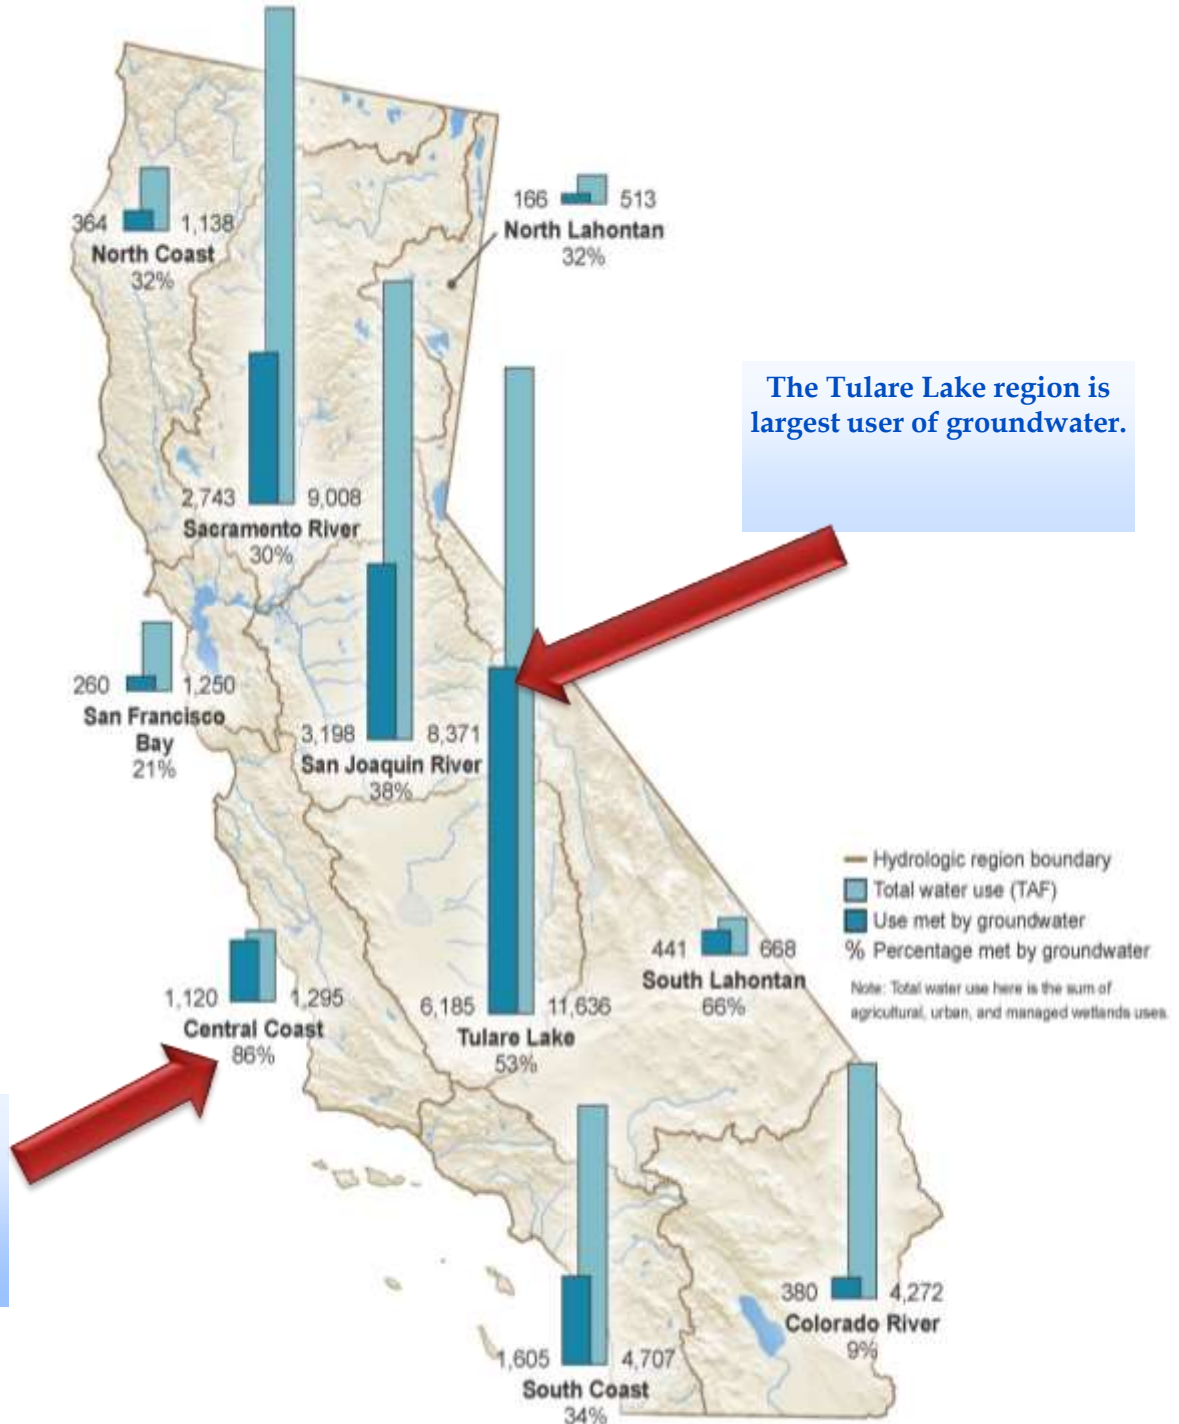 166
513
North Lahontan
32%
364
1,138
North Coast
32%
The Tulare Lake region is
largest user of groundwater.
2,743
9,008
Sacramento River
30%
260
1,250
San Francisco
Bay
21%
3,198
8,371
San Joaquin River
38%
Hydrologic region boundary
Total water use (TAF)
Use met by groundwater
% Percentage met by groundwater
Note: Total water use here is the sum of
agricultural, urban, and managed wetlands uses.
441
668
South Lahontan
66%
1,120
1,295
Central Coast
86%
6,185
11,636
Tulare Lake
53%
380
4,272
Colorado River
9%
1,605
4,707
South Coast
34%